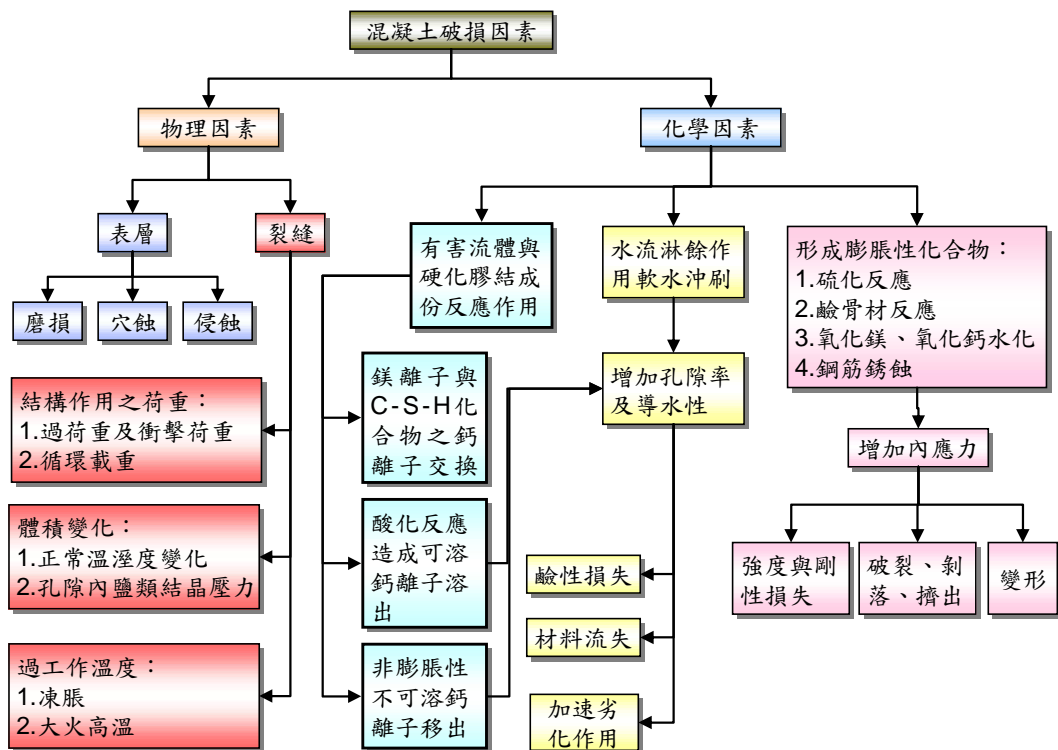 混凝土破損因素
物理因素
化學因素
表層
裂縫
磨損
穴蝕
侵蝕
結構作用之荷重：
1.過荷重及衝擊荷重
2.循環載重
體積變化：
1.正常溫溼度變化
2.孔隙內鹽類結晶壓力
過工作溫度：
1.凍脹
2.大火高溫
有害流體與
硬化膠結成
份反應作用
鎂離子與
C-S-H化
合物之鈣
離子交換
酸化反應
造成可溶
鈣離子溶
出
非膨脹性
不可溶鈣
離子移出
水流淋餘作
用軟水沖刷
增加孔隙率
及導水性
鹼性損失
材料流失
加速劣
化作用
形成膨脹性化合物：
1.硫化反應
2.鹼骨材反應
3.氧化鎂、氧化鈣水化
4.鋼筋銹蝕
增加內應力
強度與剛
性損失
破裂、剝
落、擠出
變形